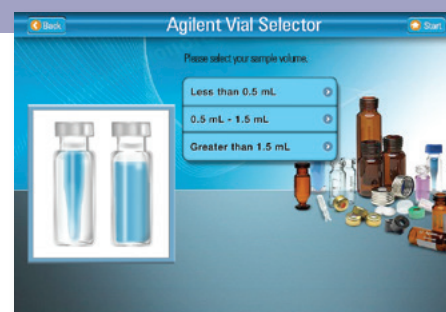 Back
Agilent Vial Selector
Start
Please select your sample volume.
Less than 0.5 mL
0.5 mL - 1.5 mL
Greater than 1.5 mL